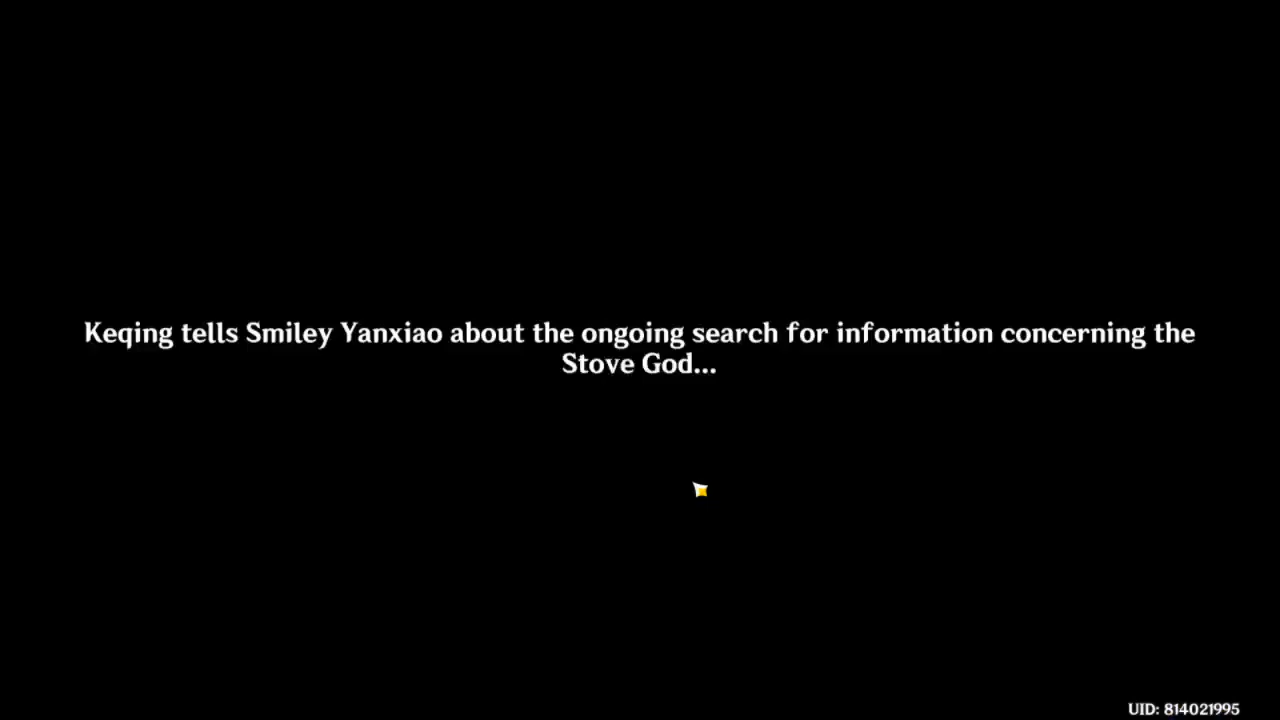 Keqing tells Smiley Yanxiao about the ongoing search for information concerning the
Stove God...
UID: 814021995